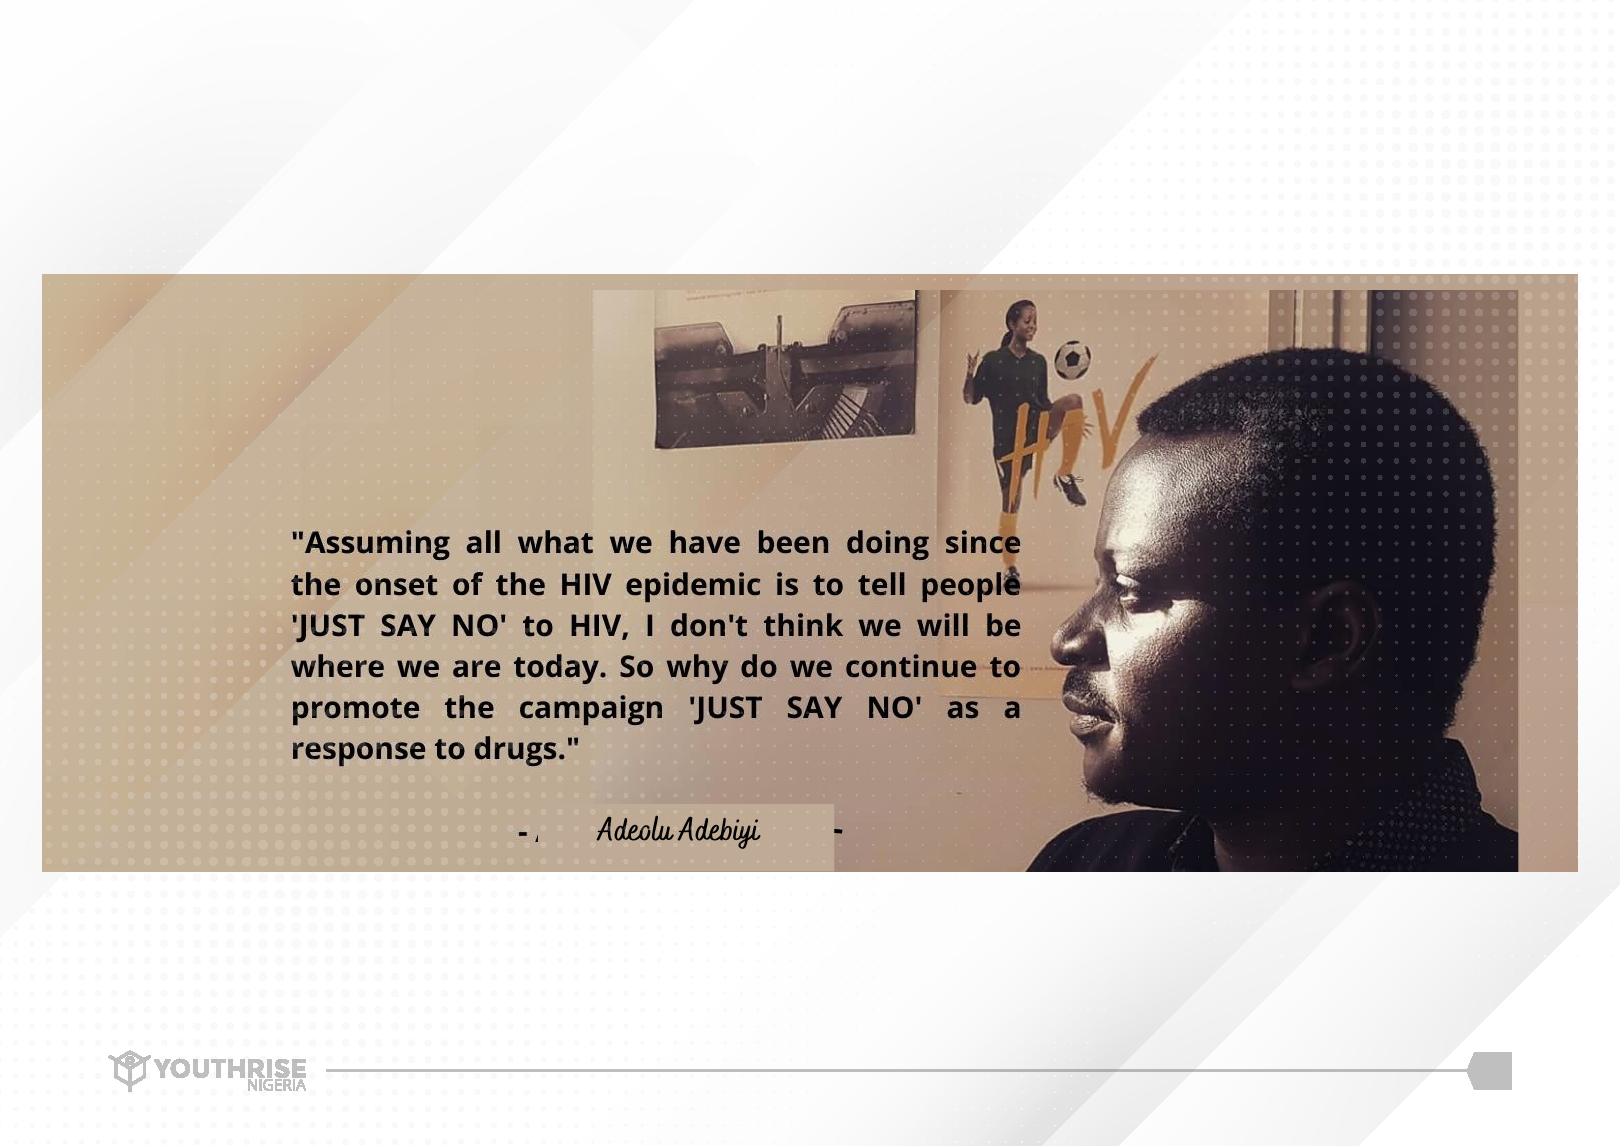 HIV
"Assuming all what we have been doing since
the onset of the HIV epidemic is to tell people
'JUST SAY NO' to HIV, I don't think we will be
where we are today. So why do we continue to
promote the campaign 'JUST SAY NO' as a
response to drugs."
- Adeolu Adebiyi -
YOUTHRISE
NIGERIA